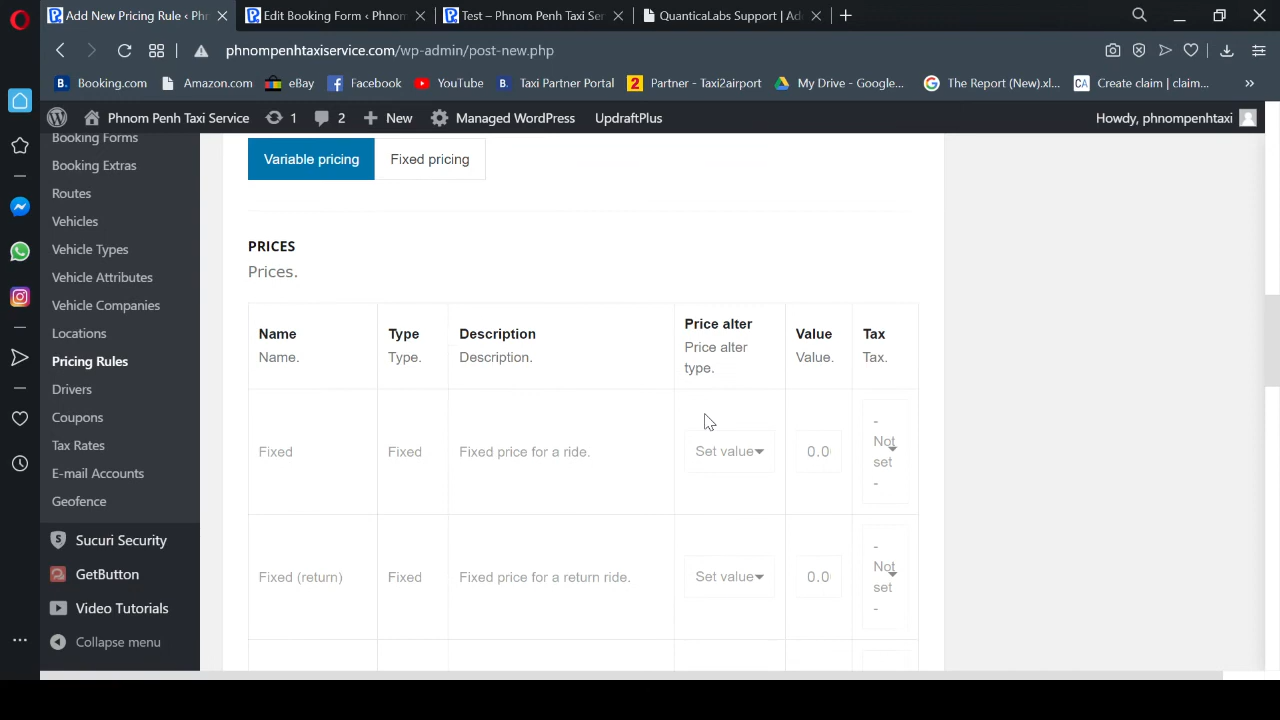 Add New Pricing Rule ‹ Ph
Edit Booking Form ‹ Phnom
Test – Phnom Penh Taxi Ser
QuanticaLabs Support | Ad
phnompenhtaxiservice.com/wp-admin/post-new.php
Booking.com
Amazon.com
eBay
Facebook
YouTube
Taxi Partner Portal
Partner - Taxi2airport
My Drive - Google...
The Report (New).xl...
Create claim | claim...
Phnom Penh Taxi Service
1
2
New
Managed WordPress
UpdraftPlus
Howdy, phnompenhtaxi
Booking Forms
Booking Extras
Routes
Vehicles
Vehicle Types
Vehicle Attributes
Vehicle Companies
Locations
Pricing Rules
Drivers
Coupons
Tax Rates
E-mail Accounts
Geofence
Sucuri Security
GetButton
Video Tutorials
Collapse menu
Variable pricing
Fixed pricing
PRICES
Prices.
Name
Name.
Type
Type.
Description
Description.
Price alter
Price alter
type.
Value
Value.
Tax
Tax.
Fixed
Fixed
Fixed price for a ride.
Set value
0.0
-
Not
set
-
Fixed (return)
Fixed
Fixed price for a return ride.
Set value
0.0
-
Not
set
-